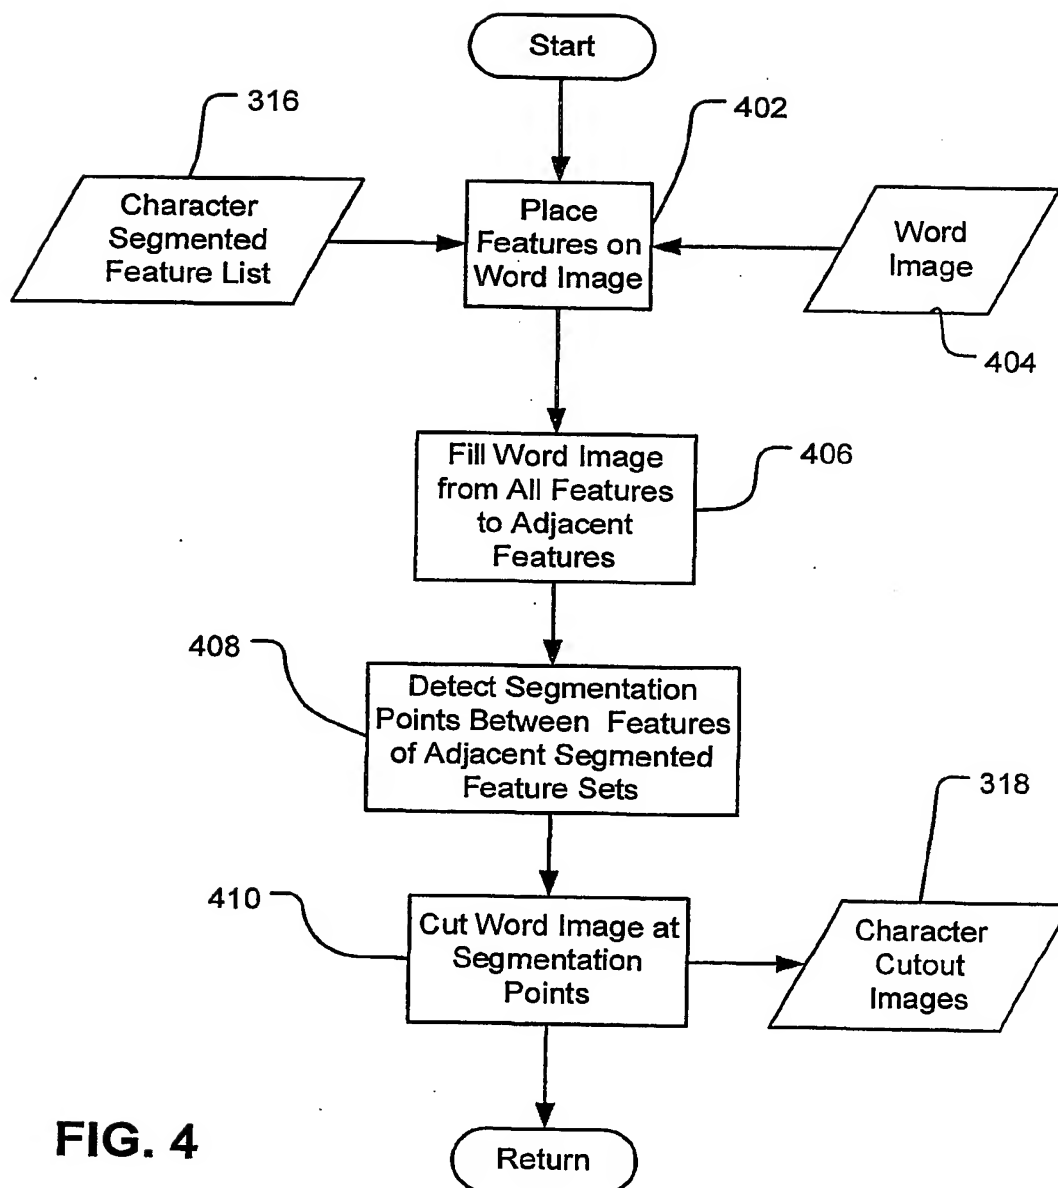 Start
316
402
Character
Segmented
Feature List
Place
Features on
Word Image
Word
Image
404
Fill Word Image
from All Features
to Adjacent
Features
406
408
Detect Segmentation
Points Between Features
of Adjacent Segmented
Feature Sets
318
410
Cut Word Image at
Segmentation
Points
Character
Cutout
Images
FIG. 4
Return